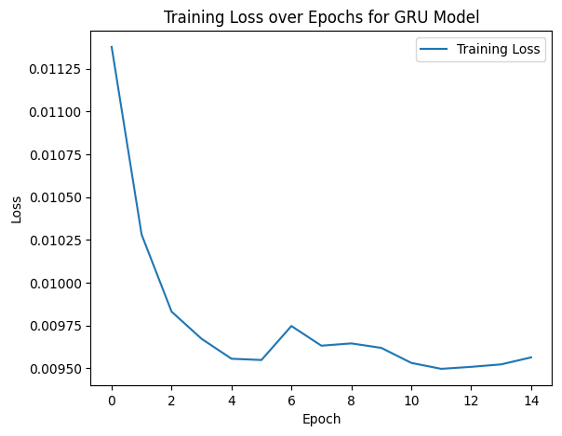 Training Loss over Epochs for GRU Model
Training Loss
0.01125
0.01100
0.01075
0.01050
0.01025
0.01000
0.00975
0.00950
Loss
0 2 4 6 8 10 12 14
Epoch